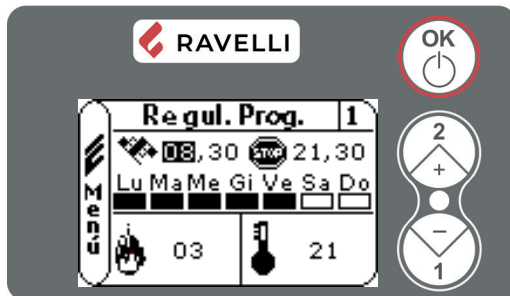 RAVELLI
OK
Regul. Prog. 1
08,30 STOP 21,30
Lu Ma Me Gi Ve Sa Do
Menú
03 21
2
+
−
1